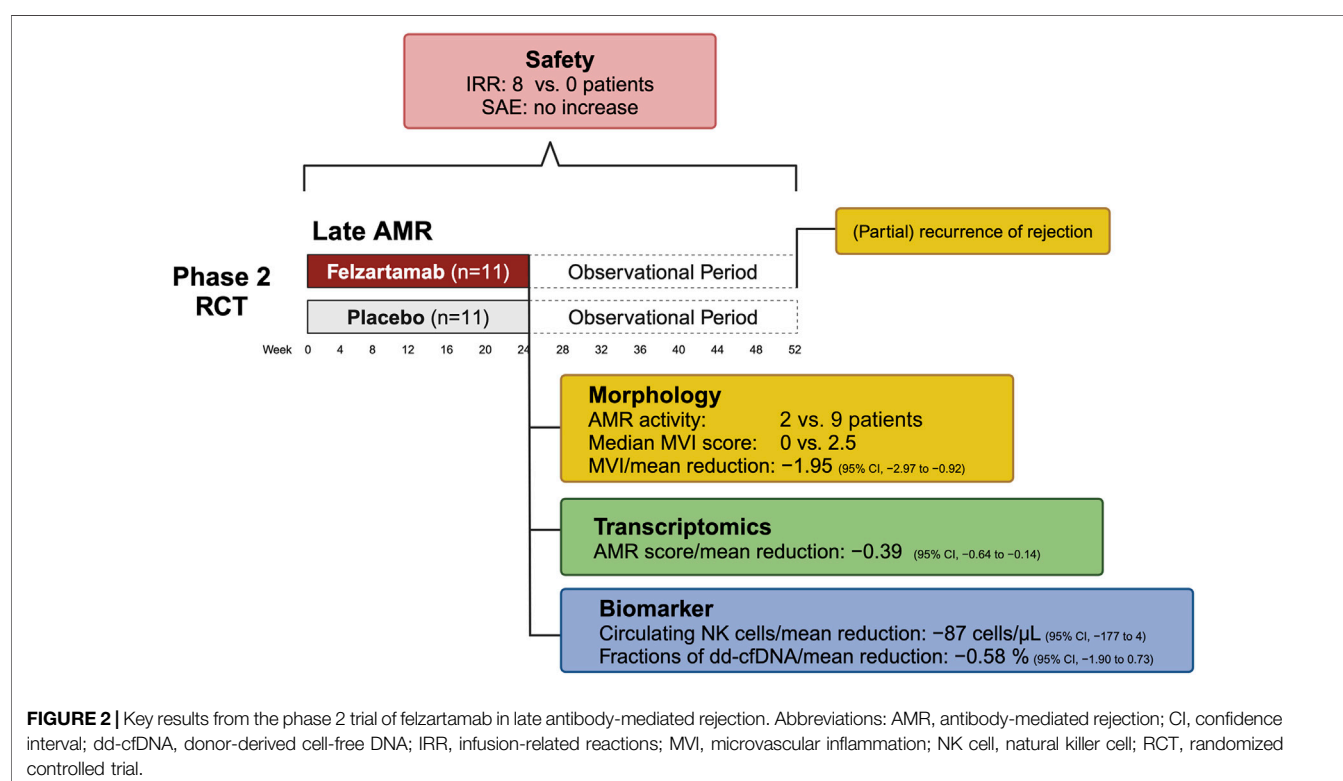 Safety
IRR: 8 vs. 0 patients
SAE: no increase
(Partial) recurrence of rejection
Late AMR
Phase 2
RCT
Felzartamab (n=11)
Observational Period
Placebo (n=11)
Observational Period
Week 0 4 8 12 16 20 24 28 32 36 40 44 48 52
Morphology
AMR activity: 2 vs. 9 patients
Median MVI score: 0 vs. 2.5
MVI/mean reduction: −1.95 (95% CI, −2.97 to −0.92)
Transcriptomics
AMR score/mean reduction: −0.39 (95% CI, −0.64 to −0.14)
Biomarker
Circulating NK cells/mean reduction: −87 cells/μL (95% CI, −177 to 4)
Fractions of dd-cfDNA/mean reduction: −0.58 % (95% CI, −1.90 to 0.73)
FIGURE 2 | Key results from the phase 2 trial of felzartamab in late antibody-mediated rejection. Abbreviations: AMR, antibody-mediated rejection; CI, confidence
interval; dd-cfDNA, donor-derived cell-free DNA; IRR, infusion-related reactions; MVI, microvascular inflammation; NK cell, natural killer cell; RCT, randomized
controlled trial.